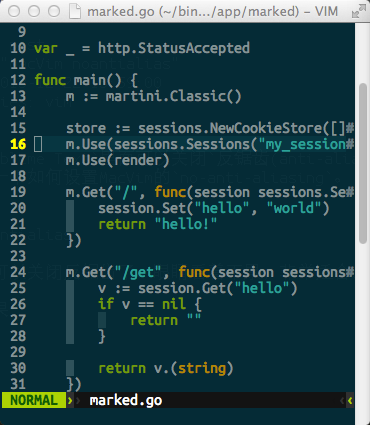 marked.go (~/bin.../app/marked) – VIM
9
10 var _ = http.StatusAccepted
11
12 func main() {
13     m := martini.Classic()
14
15     store := sessions.NewCookieStore([]#
16     m.Use(sessions.Sessions("my_session#
17     m.Use(render)
18
19     m.Get("/", func(session sessions.Se#
20         session.Set("hello", "world")
21         return "hello!"
22     })
23
24     m.Get("/get", func(session sessions#
25         v := session.Get("hello")
26         if v == nil {
27             return ""
28         }
29
30         return v.(string)
31     })
NORMAL marked.go